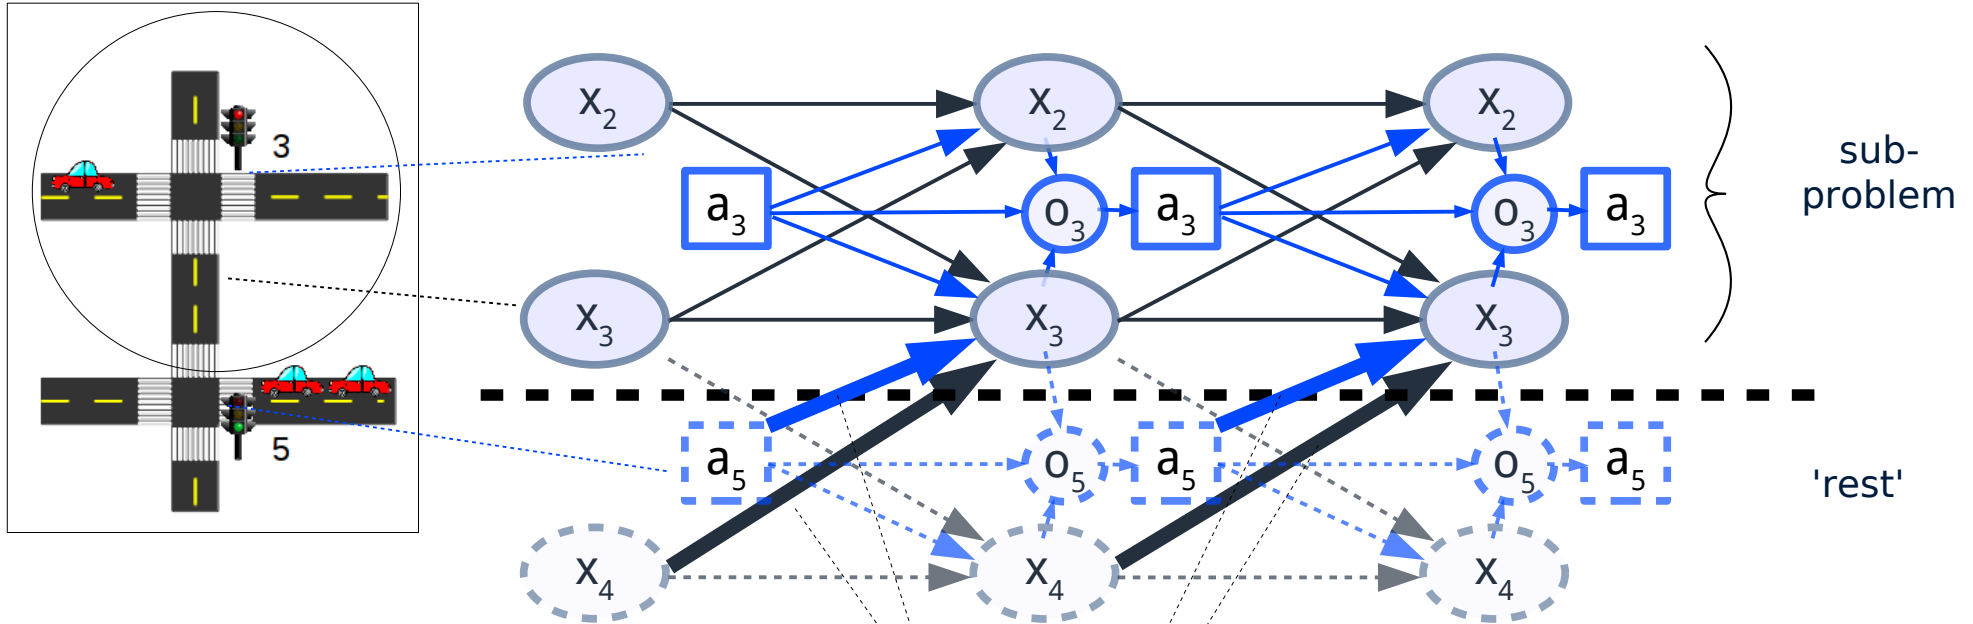 3
5
x2 x2 x2
a3 o3 a3 o3 a3
x3 x3 x3
a5 o5 a5 o5 a5
x4 x4 x4
sub-
problem
'rest'